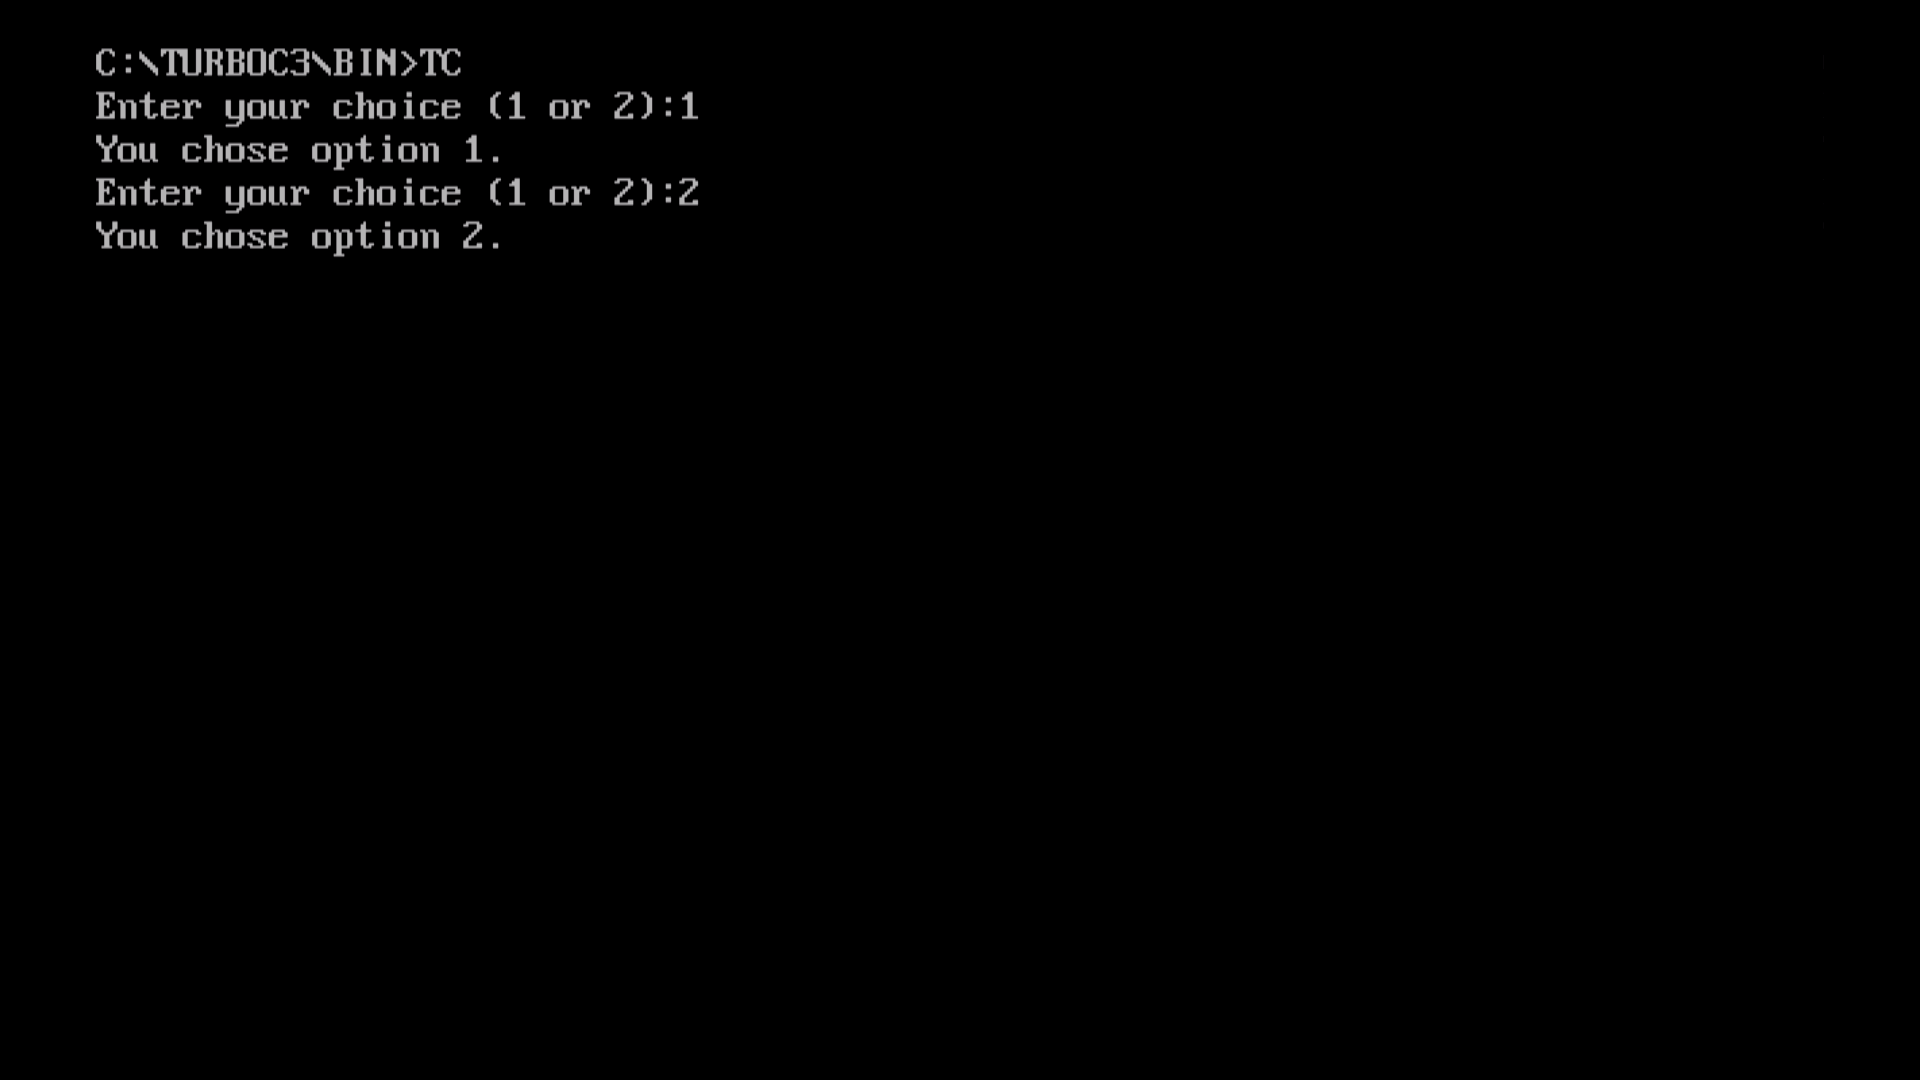 C:\TURBOC3\BIN>TC
Enter your choice (1 or 2):1
You chose option 1.
Enter your choice (1 or 2):2
You chose option 2.